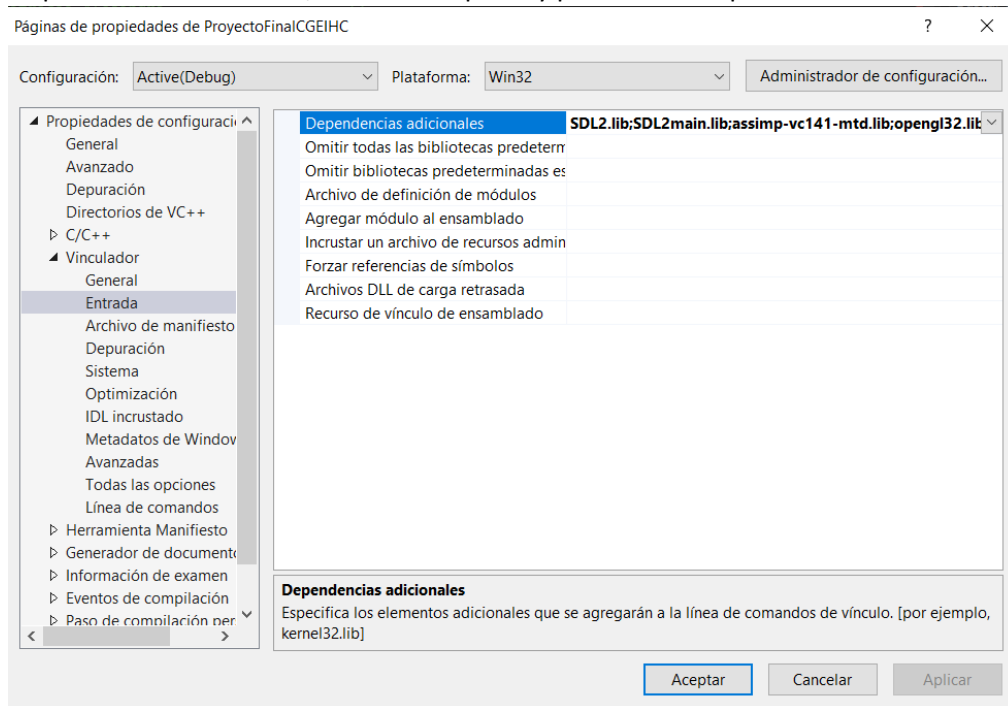 Páginas de propiedades de ProyectoFinalCGEIHC ? ×
Configuración: Active(Debug) Plataforma: Win32 Administrador de configuración...
Propiedades de configuraci
General
Avanzado
Depuración
Directorios de VC++
C/C++
Vinculador
General
Entrada
Archivo de manifiesto
Depuración
Sistema
Optimización
IDL incrustado
Metadatos de Window
Avanzadas
Todas las opciones
Línea de comandos
Herramienta Manifiesto
Generador de document
Información de examen
Eventos de compilación
Paso de compilación per
Dependencias adicionales SDL2.lib;SDL2main.lib;assimp-vc141-mtd.lib;opengl32.lib
Omitir todas las bibliotecas predeterm
Omitir bibliotecas predeterminadas es
Archivo de definición de módulos
Agregar módulo al ensamblado
Incrustar un archivo de recursos admin
Forzar referencias de símbolos
Archivos DLL de carga retrasada
Recurso de vínculo de ensamblado
Dependencias adicionales
Especifica los elementos adicionales que se agregarán a la línea de comandos de vínculo. [por ejemplo,
kernel32.lib]
Aceptar Cancelar Aplicar